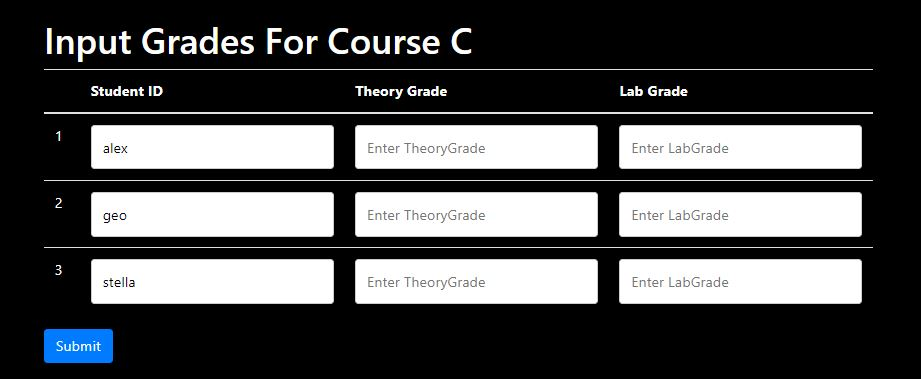 Input Grades For Course C
Student ID Theory Grade Lab Grade
1 alex Enter TheoryGrade Enter LabGrade
2 geo Enter TheoryGrade Enter LabGrade
3 stella Enter TheoryGrade Enter LabGrade
Submit